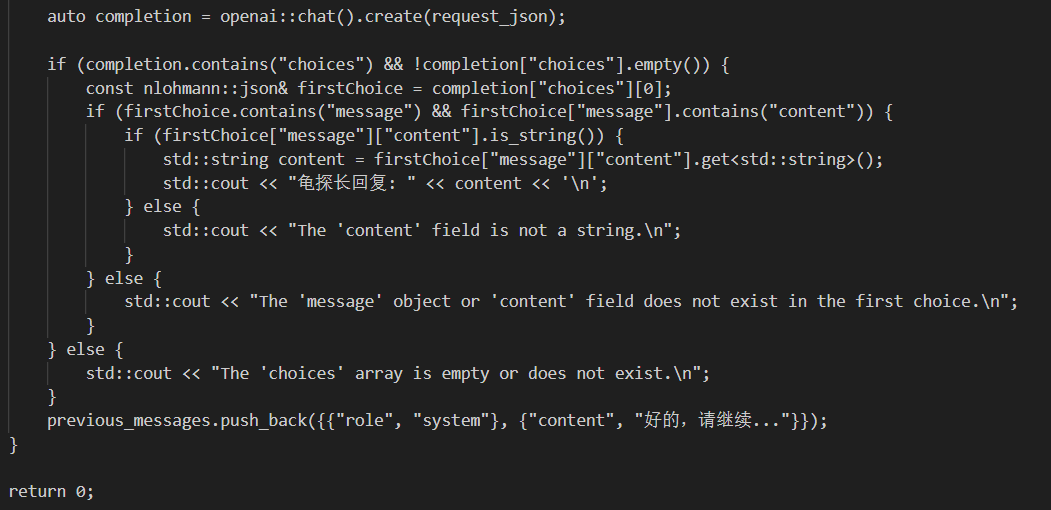 auto completion = openai::chat().create(request_json);
if (completion.contains("choices") && !completion["choices"].empty()) {
const nlohmann::json& firstChoice = completion["choices"][0];
if (firstChoice.contains("message") && firstChoice["message"].contains("content")) {
if (firstChoice["message"]["content"].is_string()) {
std::string content = firstChoice["message"]["content"].get<std::string>();
std::cout << "龟探长回复: " << content << '\n';
} else {
std::cout << "The 'content' field is not a string.\n";
}
} else {
std::cout << "The 'message' object or 'content' field does not exist in the first choice.\n";
}
} else {
std::cout << "The 'choices' array is empty or does not exist.\n";
}
previous_messages.push_back({{"role", "system"}, {"content", "好的，请继续..."}});
}
return 0;